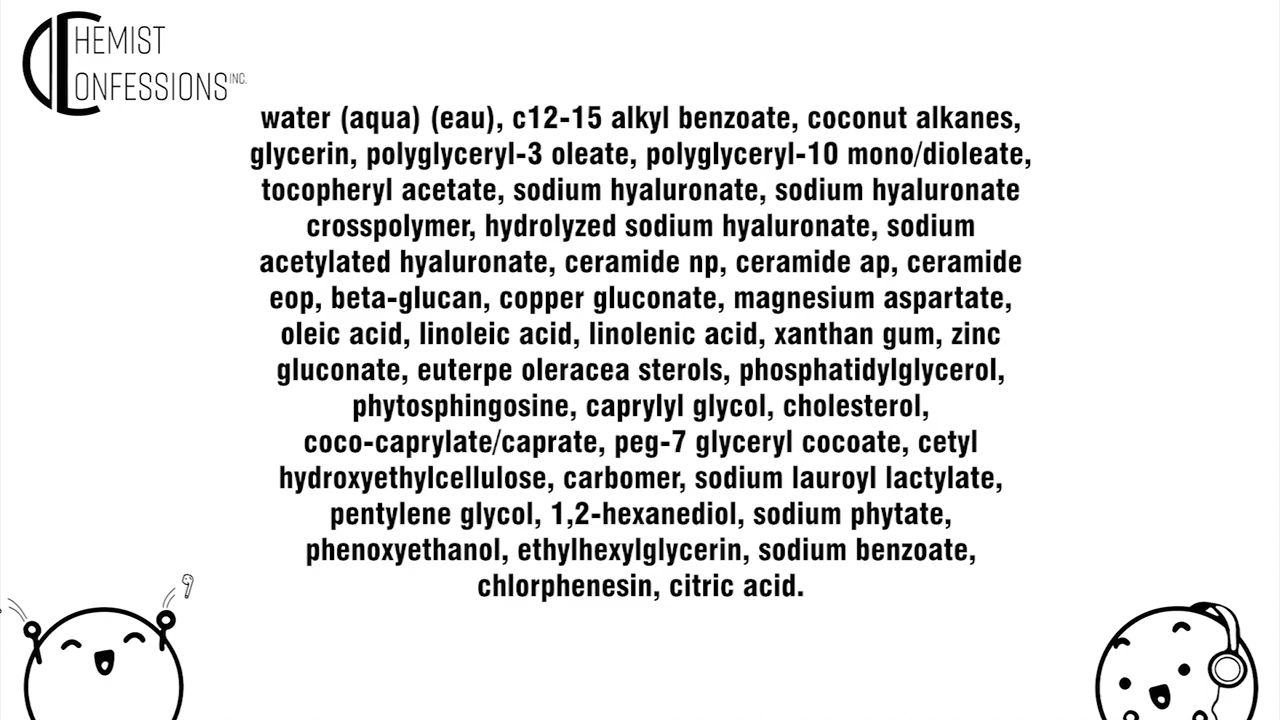 CHEMIST
CONFESSIONS INC.
water (aqua) (eau), c12-15 alkyl benzoate, coconut alkanes,
glycerin, polyglyceryl-3 oleate, polyglyceryl-10 mono/dioleate,
tocopheryl acetate, sodium hyaluronate, sodium hyaluronate
crosspolymer, hydrolyzed sodium hyaluronate, sodium
acetylated hyaluronate, ceramide np, ceramide ap, ceramide
eop, beta-glucan, copper gluconate, magnesium aspartate,
oleic acid, linoleic acid, linolenic acid, xanthan gum, zinc
gluconate, euterpe oleracea sterols, phosphatidylglycerol,
phytosphingosine, caprylyl glycol, cholesterol,
coco-caprylate/caprate, peg-7 glyceryl cocoate, cetyl
hydroxyethylcellulose, carbomer, sodium lauroyl lactylate,
pentylene glycol, 1,2-hexanediol, sodium phytate,
phenoxyethanol, ethylhexylglycerin, sodium benzoate,
chlorphenesin, citric acid.